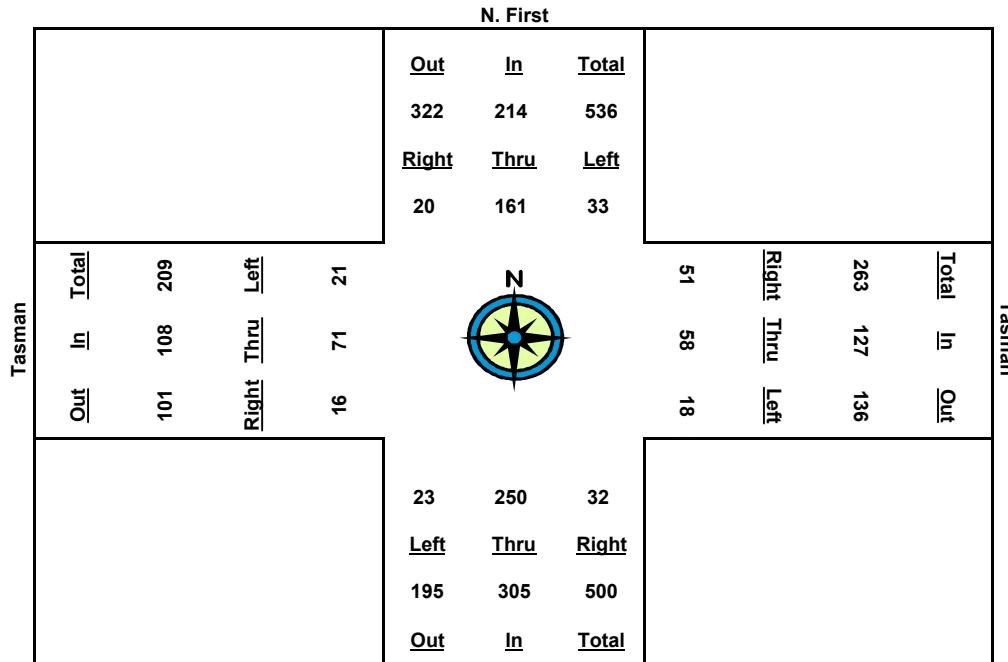 N. First
Out In Total
322 214 536
Right Thru Left
20 161 33
Tasman
Total 209 Left 21
In 108 Thru 71
Out 101 Right 16
N
51 Right 263 Total
58 Thru 127 In
18 Left 136 Out
Tasman
23 250 32
Left Thru Right
195 305 500
Out In Total